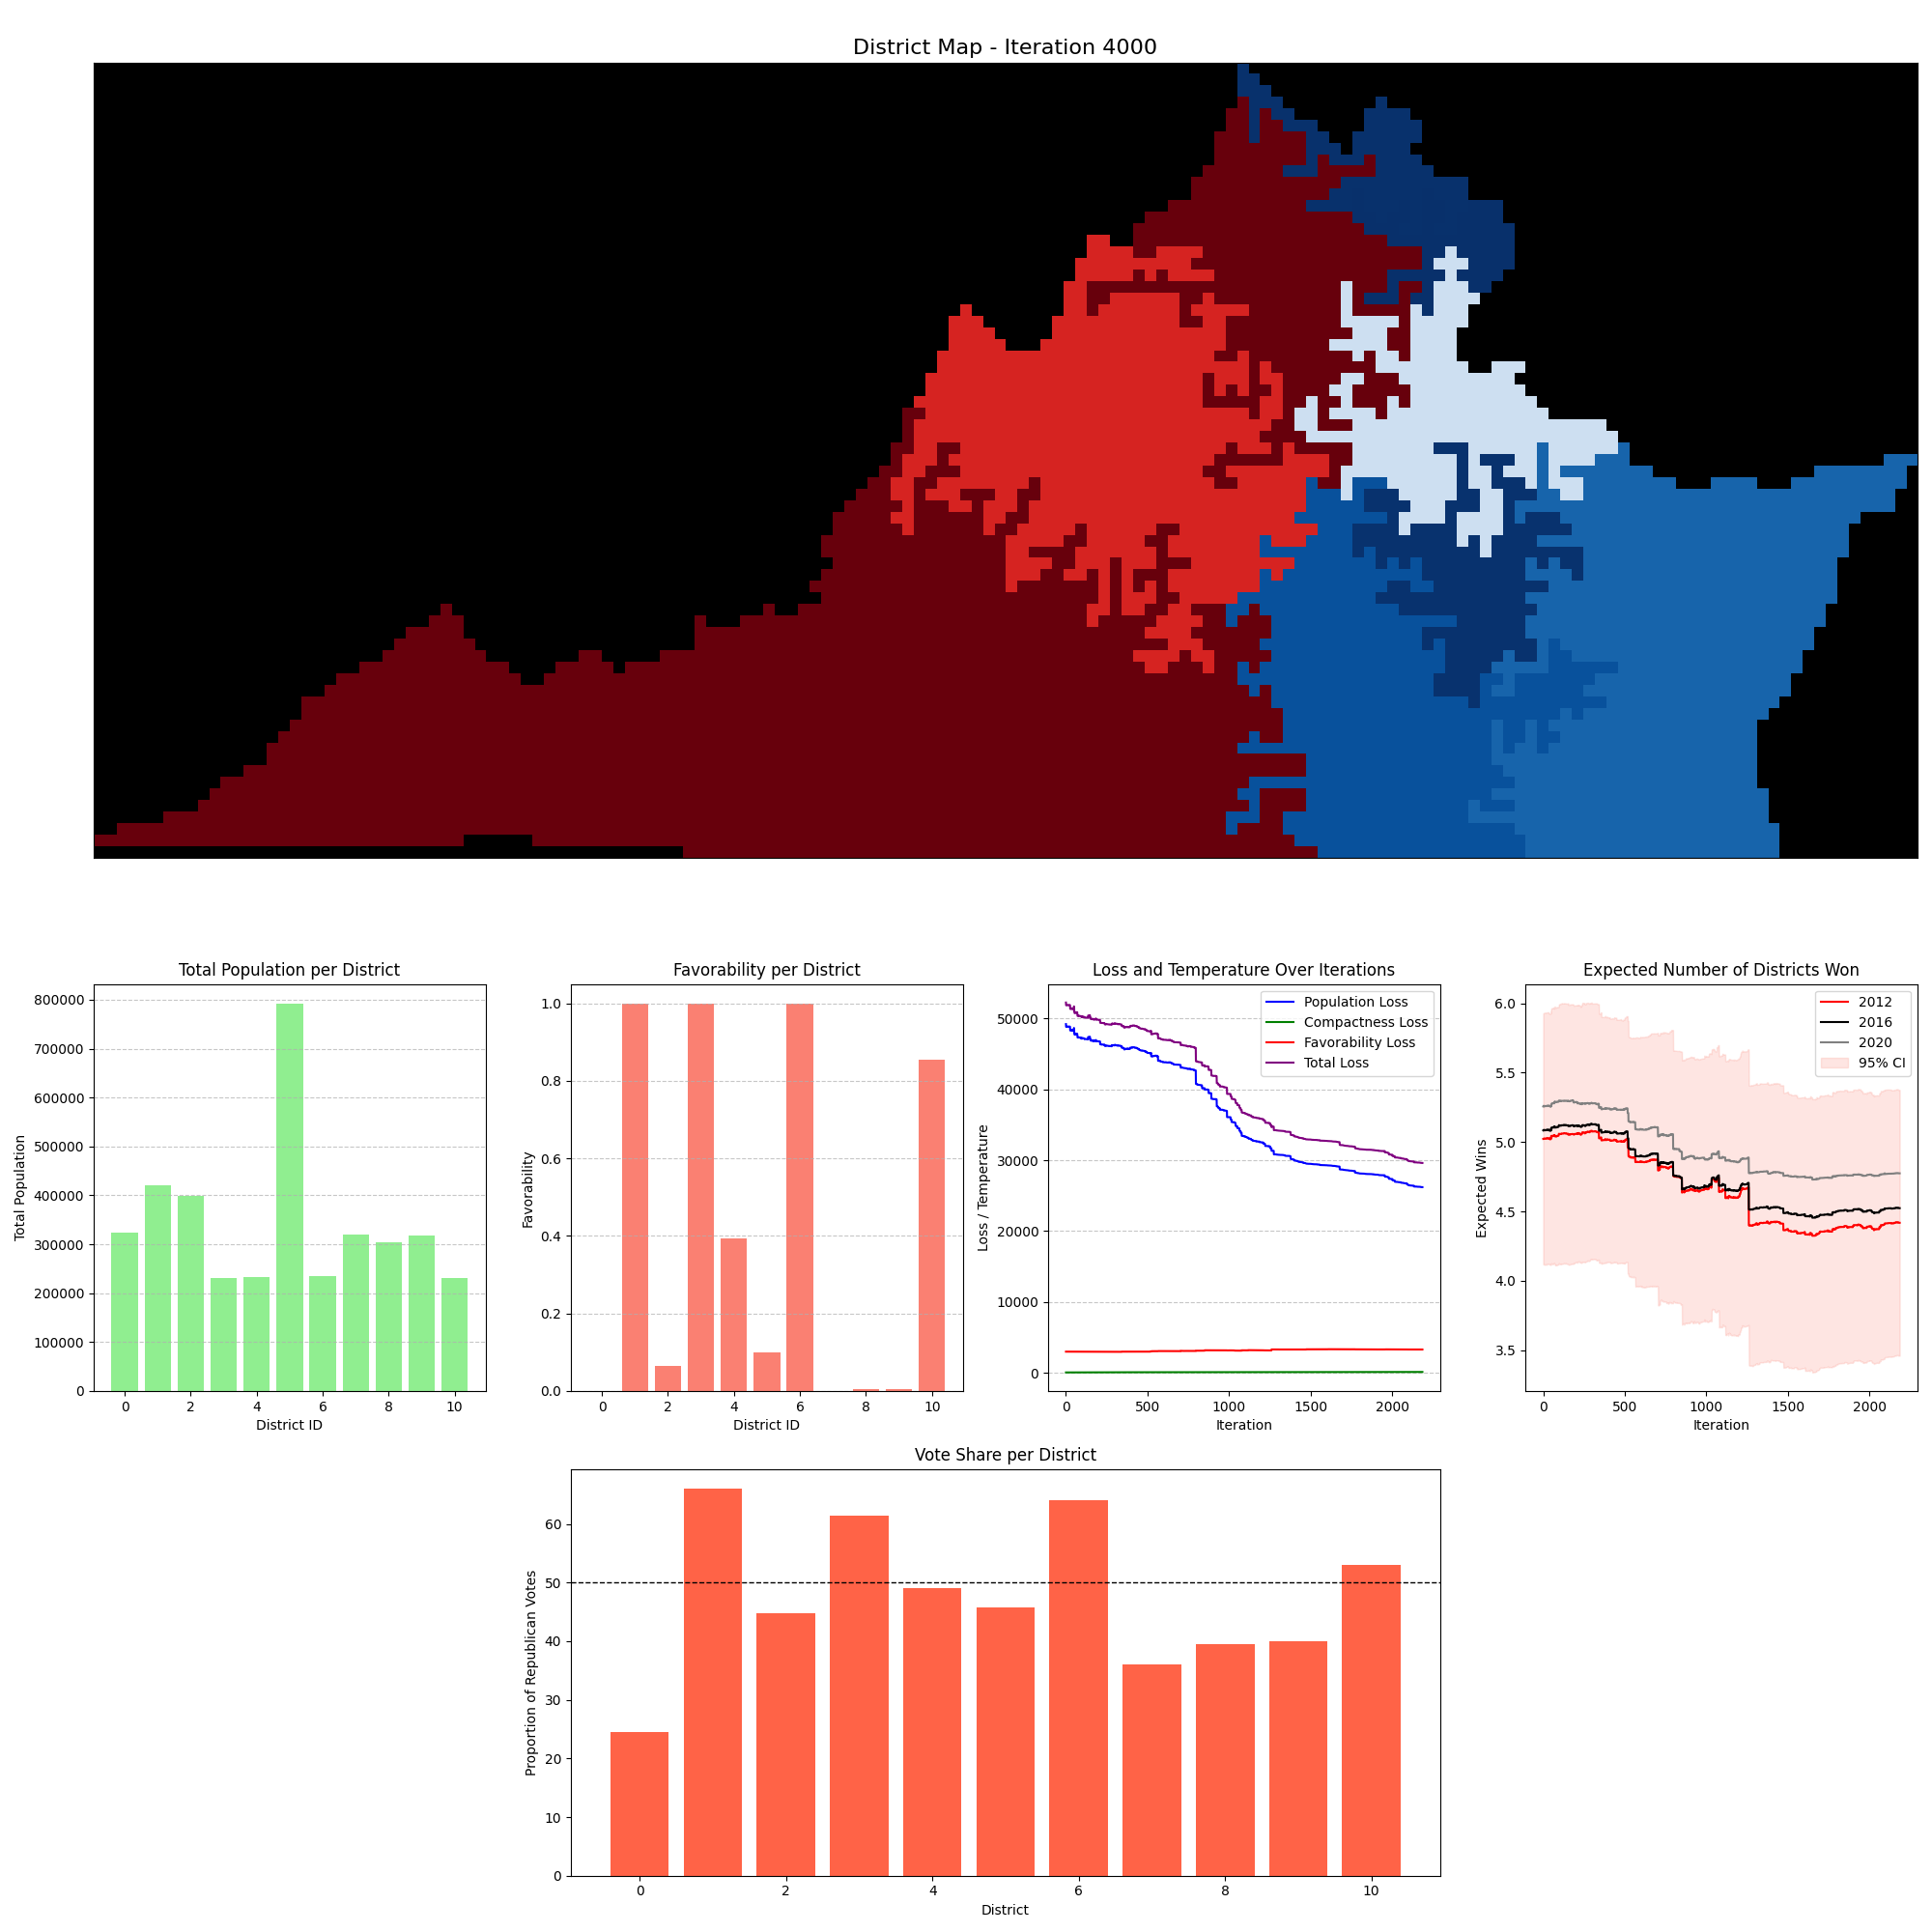 District Map - Iteration 4000
Total Population per District
Total Population
800000
700000
600000
500000
400000
300000
200000
100000
0
0 2 4 6 8 10
District ID
Favorability per District
Favorability
1.0
0.8
0.6
0.4
0.2
0.0
0 2 4 6 8 10
District ID
Loss and Temperature Over Iterations
Loss / Temperature
50000
40000
30000
20000
10000
0
Population Loss
Compactness Loss
Favorability Loss
Total Loss
0 500 1000 1500 2000
Iteration
Expected Number of Districts Won
Expected Wins
6.0
5.5
5.0
4.5
4.0
3.5
2012
2016
2020
95% CI
0 500 1000 1500 2000
Iteration
Vote Share per District
Proportion of Republican Votes
60
50
40
30
20
10
0
0 2 4 6 8 10
District